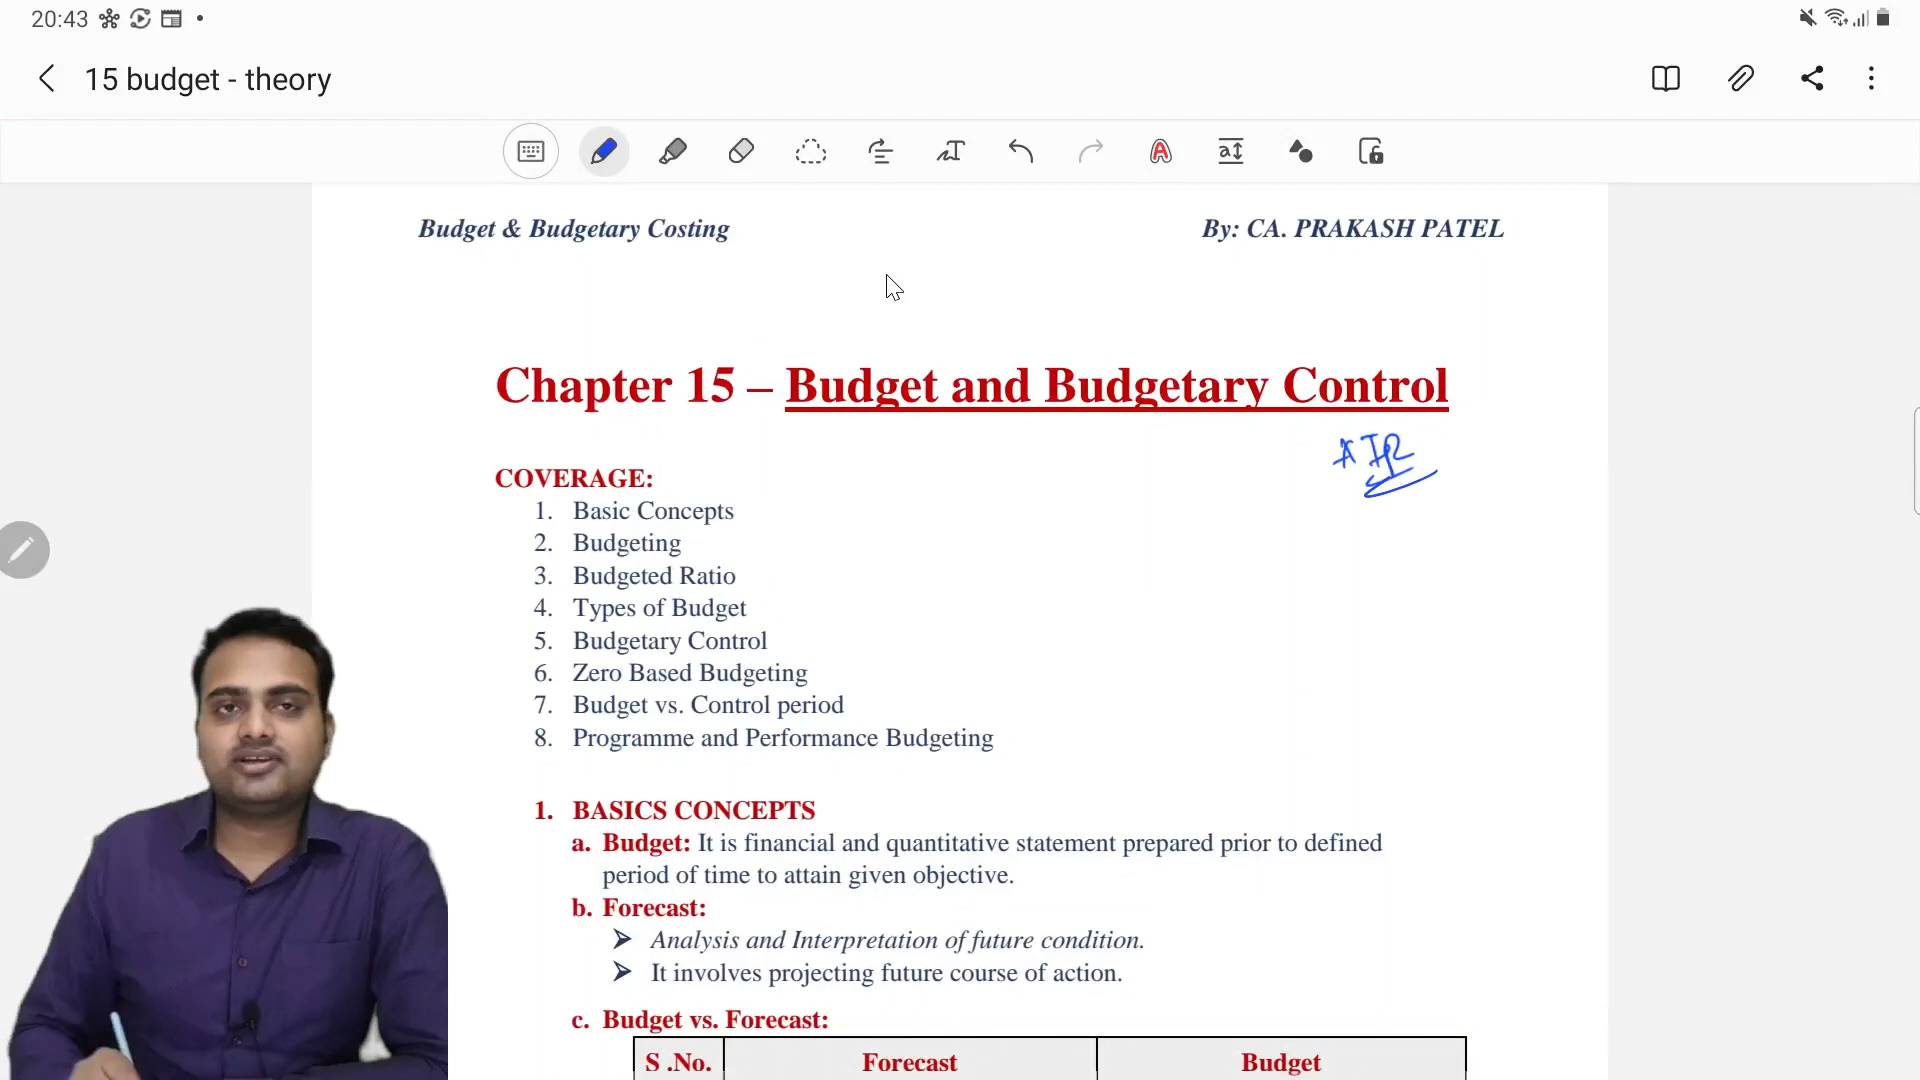 20:43
15 budget - theory
Budget & Budgetary Costing
By: CA. PRAKASH PATEL
Chapter 15 – Budget and Budgetary Control
COVERAGE:
1. Basic Concepts
2. Budgeting
3. Budgeted Ratio
4. Types of Budget
5. Budgetary Control
6. Zero Based Budgeting
7. Budget vs. Control period
8. Programme and Performance Budgeting
1. BASICS CONCEPTS
a. Budget: It is financial and quantitative statement prepared prior to defined
period of time to attain given objective.
b. Forecast:
➢ Analysis and Interpretation of future condition.
➢ It involves projecting future course of action.
c. Budget vs. Forecast:
S .No. Forecast Budget